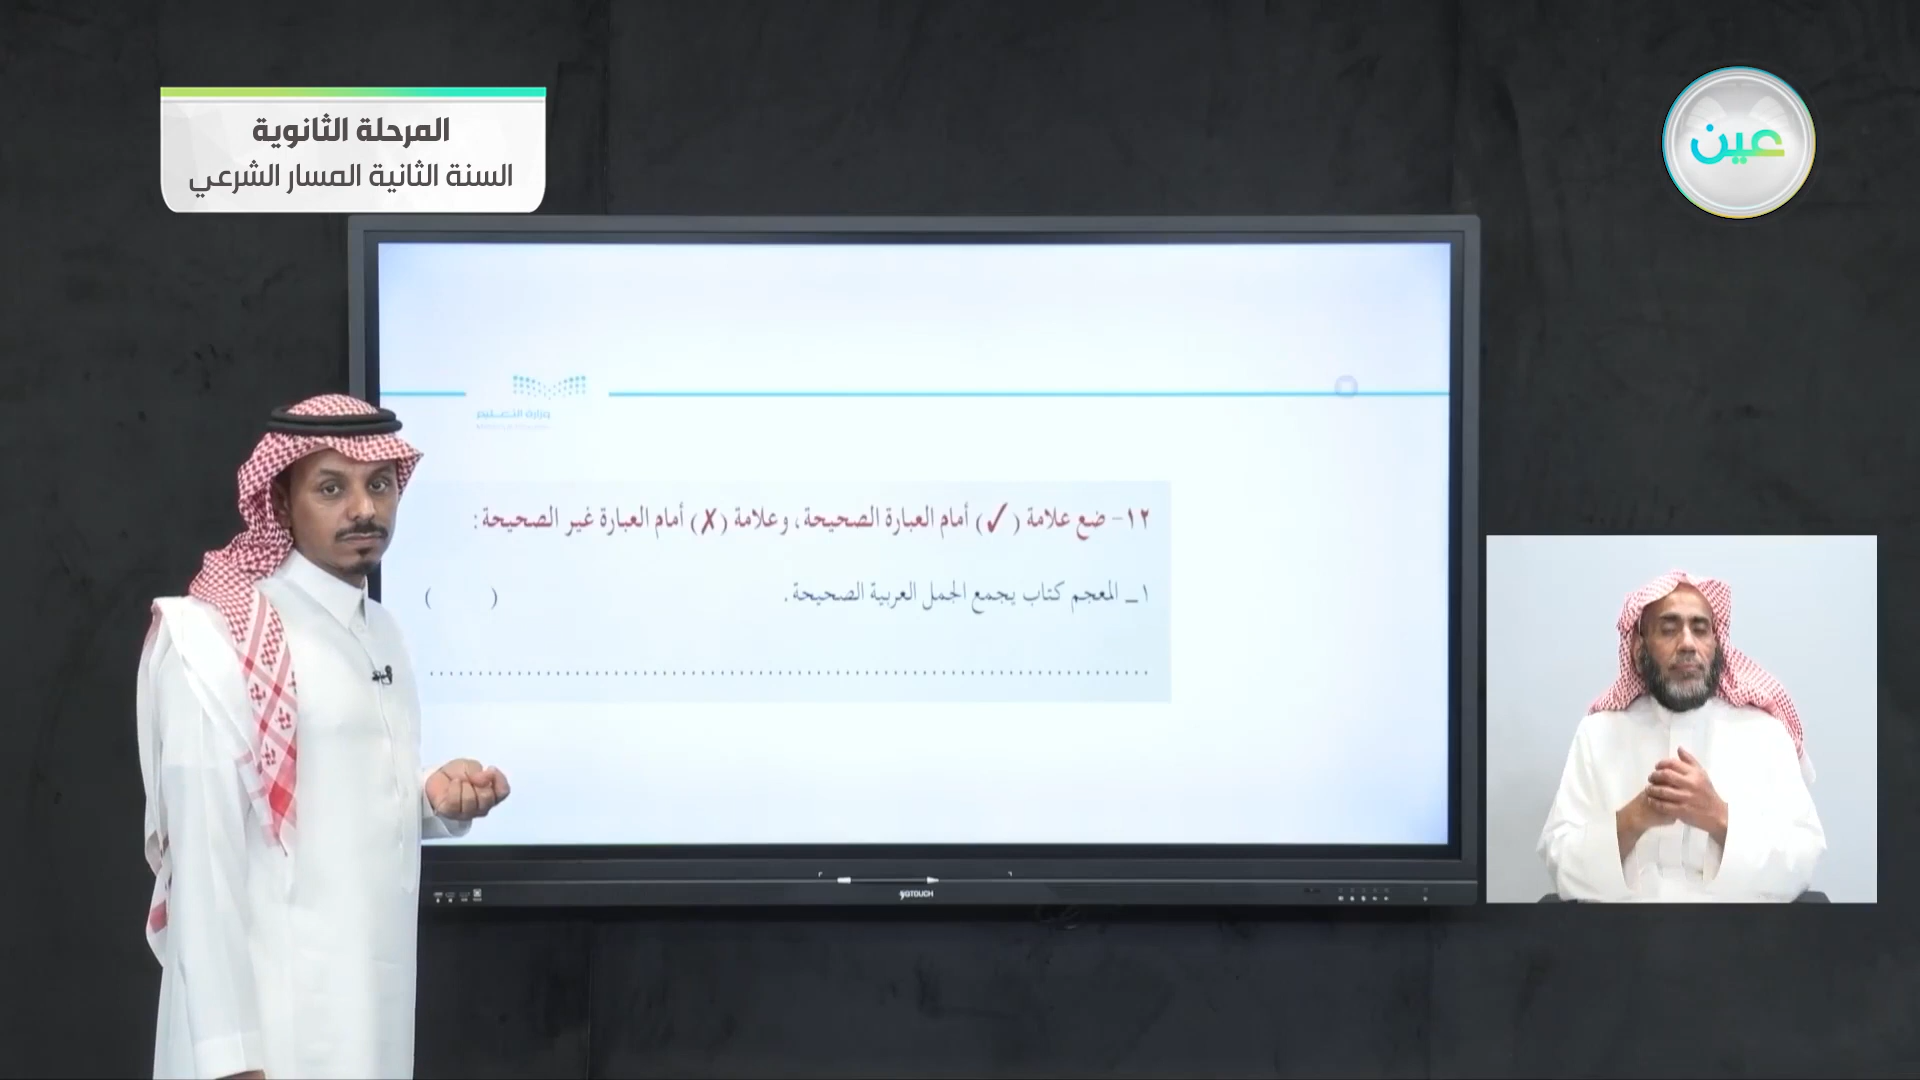 المرحلة الثانوية
السنة الثانية المسار الشرعي
عين
وزارة التعليم
١٢- ضع علامة (✓) أمام العبارة الصحيحة، وعلامة (✗) أمام العبارة غير الصحيحة:
١ــ المعجم كتاب يجمع الجمل العربية الصحيحة. ( )